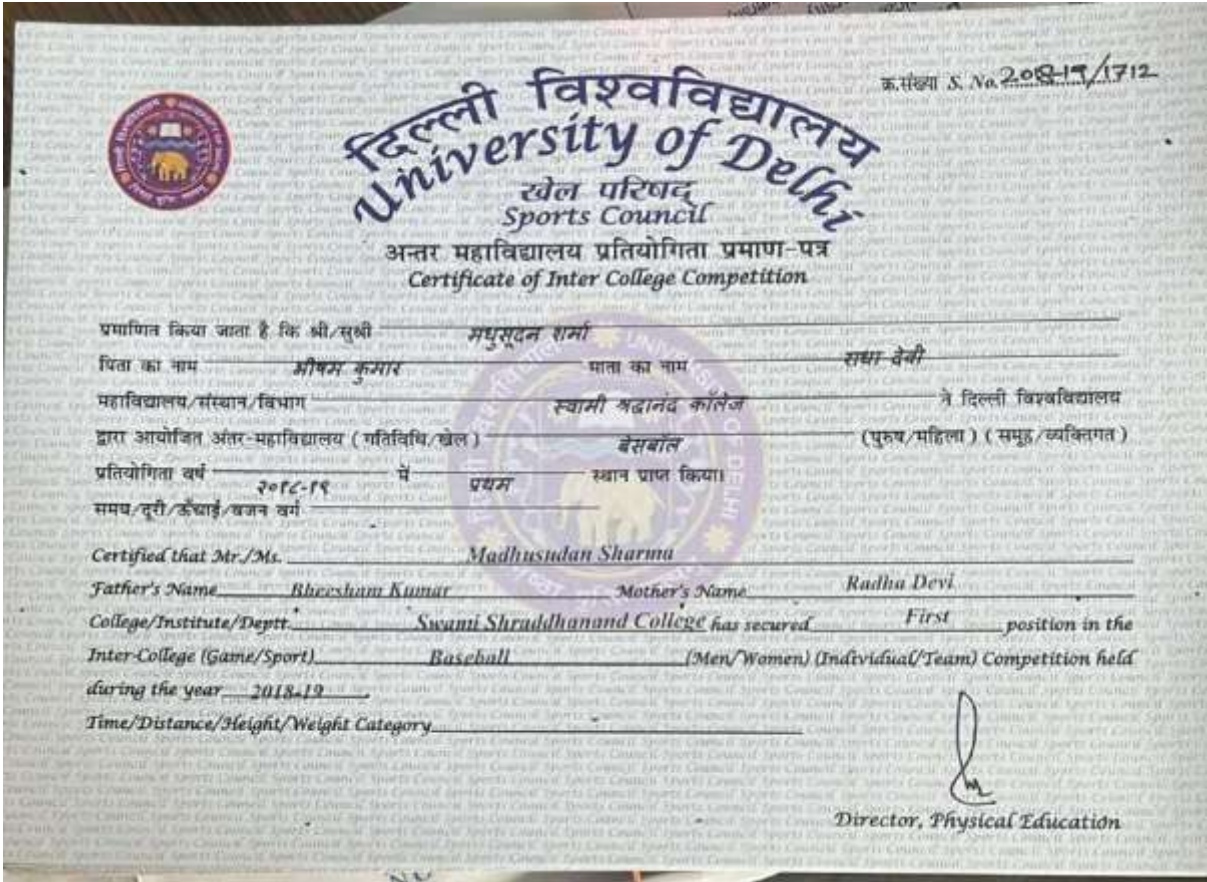 क्र.संख्या S. No. 2018-19/1712
दिल्ली विश्वविद्यालय
University of Delhi
खेल परिषद्
Sports Council
अन्तर महाविद्यालय प्रतियोगिता प्रमाण-पत्र
Certificate of Inter College Competition
प्रमाणित किया जाता है कि श्री/सुश्री मधुसूदन शर्मा
पिता का नाम भीषम कुमार माता का नाम राधा देवी
महाविद्यालय/संस्थान/विभाग स्वामी श्रद्धानंद कॉलेज ने दिल्ली विश्वविद्यालय
द्वारा आयोजित अंतर-महाविद्यालय (गतिविधि/खेल) बेसबॉल (पुरुष/महिला) (समूह/व्यक्तिगत)
प्रतियोगिता वर्ष २०१८-१९ में प्रथम स्थान प्राप्त किया।
समय/दूरी/ऊँचाई/वजन वर्ग
Certified that Mr./Ms. Madhusudan Sharma
Father's Name Bheesham Kumar Mother's Name Radha Devi
College/Institute/Deptt. Swami Shraddhanand College has secured First position in the
Inter-College (Game/Sport) Baseball (Men/Women) (Individual/Team) Competition held
during the year 2018-19
Time/Distance/Height/Weight Category
Director, Physical Education